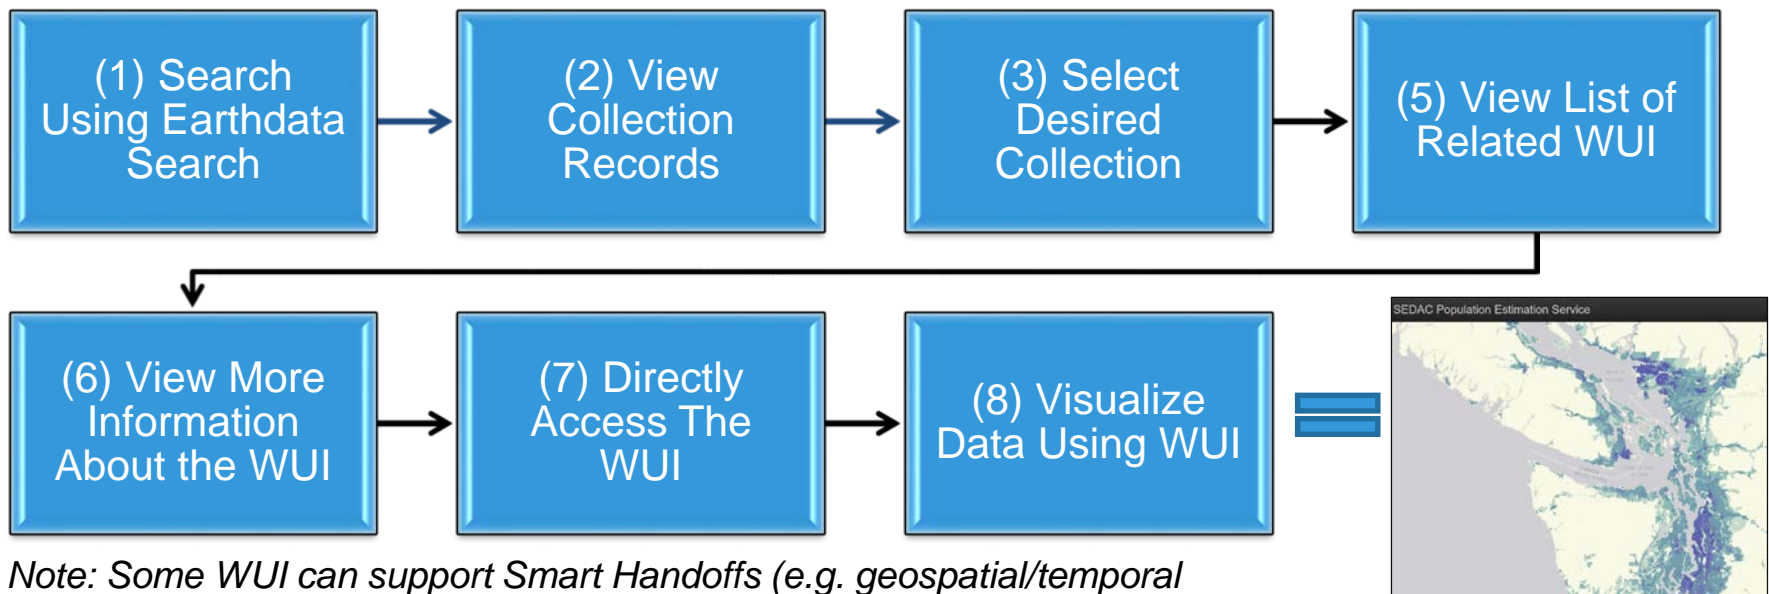 (1) Search
Using Earthdata
Search
(2) View
Collection
Records
(3) Select
Desired
Collection
(5) View List of
Related WUI
(6) View More
Information
About the WUI
(7) Directly
Access The
WUI
(8) Visualize
Data Using WUI
SEDAC Population Estimation Service
Note: Some WUI can support Smart Handoffs (e.g. geospatial/temporal